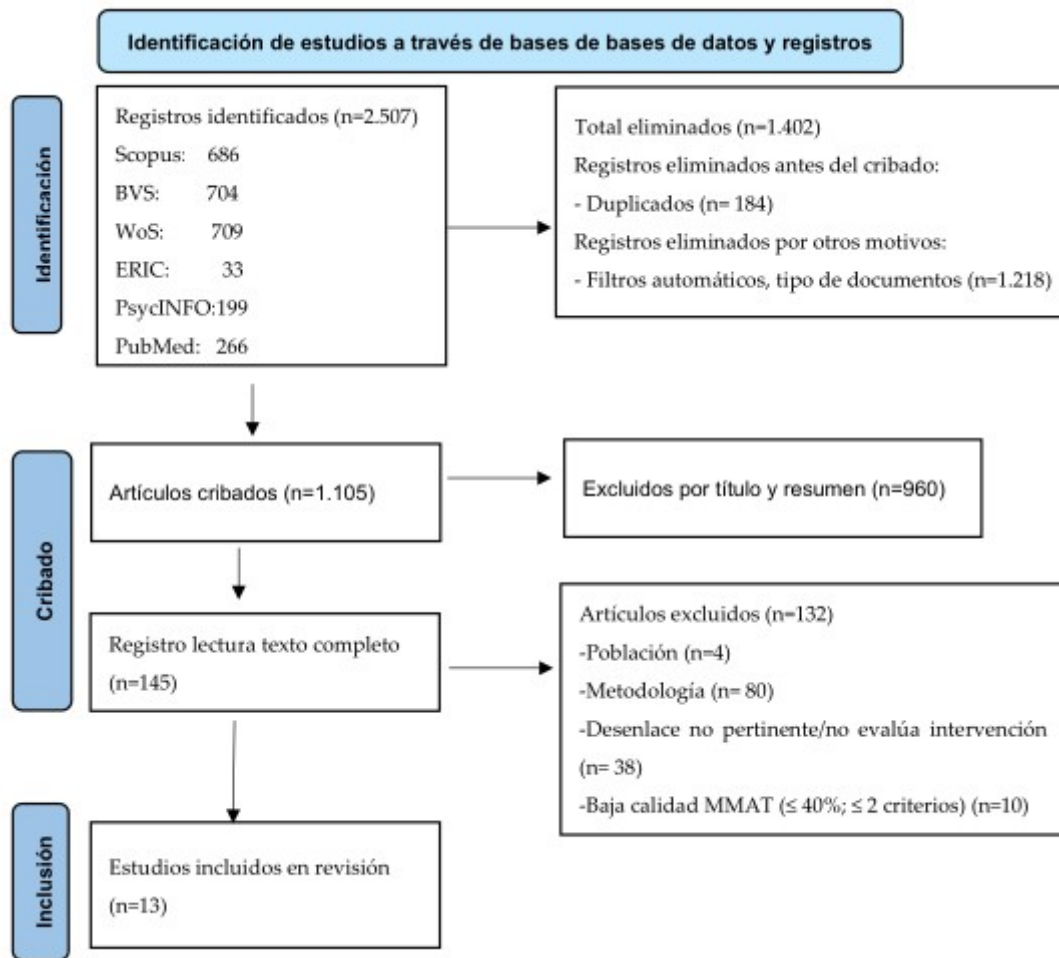 Identificación de estudios a través de bases de bases de datos y registros
Identificación
Registros identificados (n=2.507)
Scopus: 686
BVS: 704
WoS: 709
ERIC: 33
PsycINFO:199
PubMed: 266
Total eliminados (n=1.402)
Registros eliminados antes del cribado:
- Duplicados (n= 184)
Registros eliminados por otros motivos:
- Filtros automáticos, tipo de documentos (n=1.218)
Cribado
Artículos cribados (n=1.105)
Excluidos por título y resumen (n=960)
Registro lectura texto completo
(n=145)
Artículos excluidos (n=132)
-Población (n=4)
-Metodología (n= 80)
-Desenlace no pertinente/no evalúa intervención
(n= 38)
-Baja calidad MMAT (≤ 40%; ≤ 2 criterios) (n=10)
Inclusión
Estudios incluidos en revisión
(n=13)